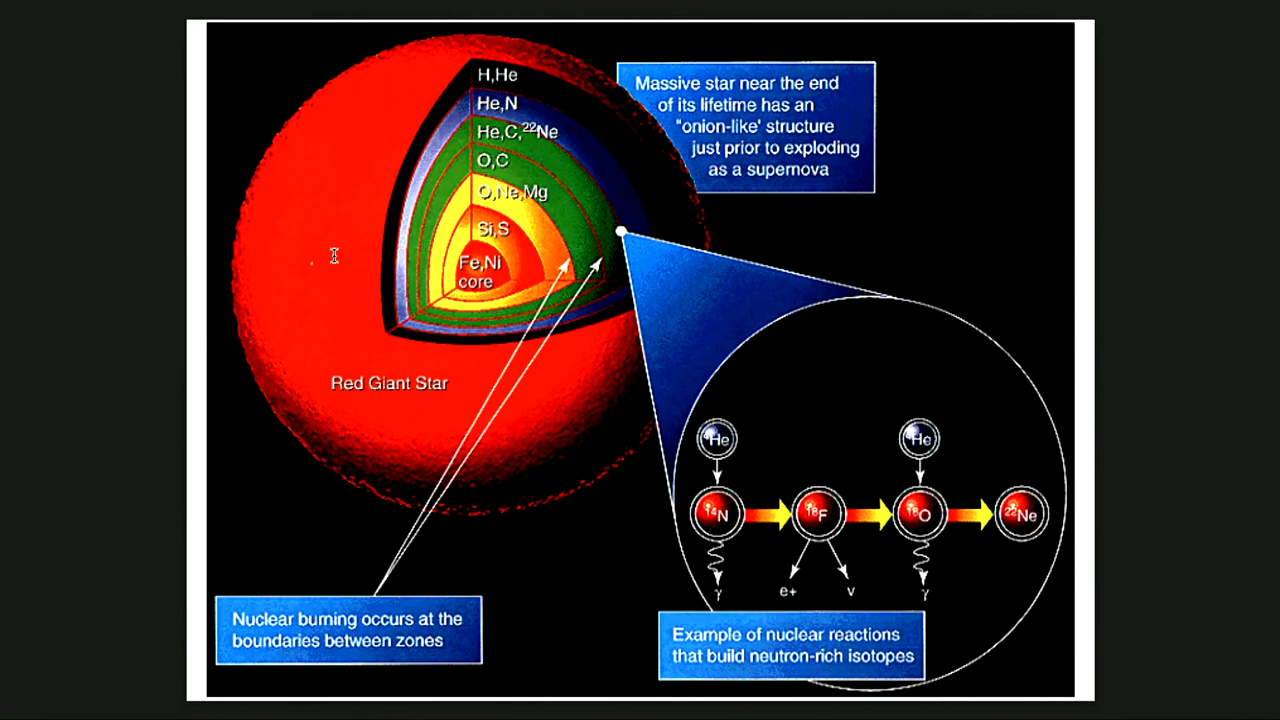 H,He
He,N
He,C,²²Ne
O,C
O,Ne,Mg
Si,S
Fe,Ni
core
Red Giant Star
Massive star near the end
of its lifetime has an
"onion-like' structure
just prior to exploding
as a supernova
Nuclear burning occurs at the
boundaries between zones
⁴He
⁴He
¹⁴N
¹⁸F
¹⁸O
²²Ne
γ
e+
ν
γ
Example of nuclear reactions
that build neutron-rich isotopes